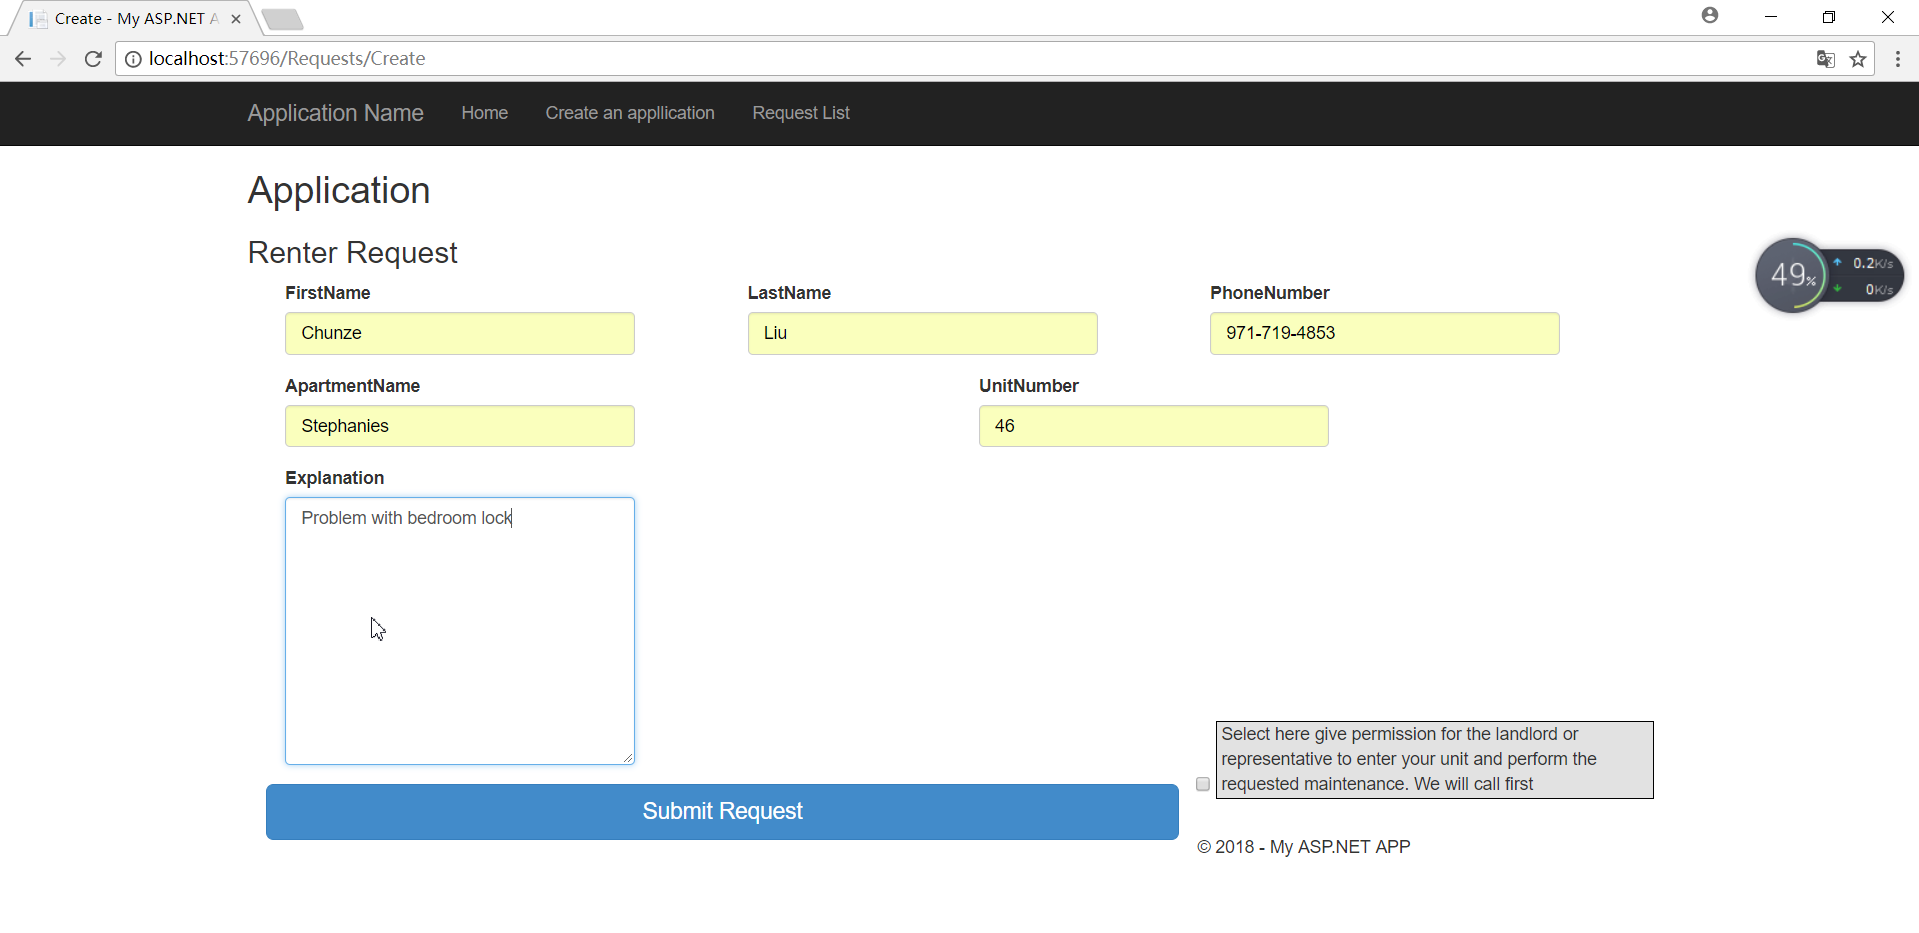 Create - My ASP.NET A
localhost:57696/Requests/Create
Application Name Home Create an appllication Request List
Application
Renter Request
FirstName LastName PhoneNumber
Chunze Liu 971-719-4853
ApartmentName UnitNumber
Stephanies 46
Explanation
Problem with bedroom lock
49% 0.2K/s
0K/s
Select here give permission for the landlord or
representative to enter your unit and perform the
requested maintenance. We will call first
Submit Request
© 2018 - My ASP.NET APP